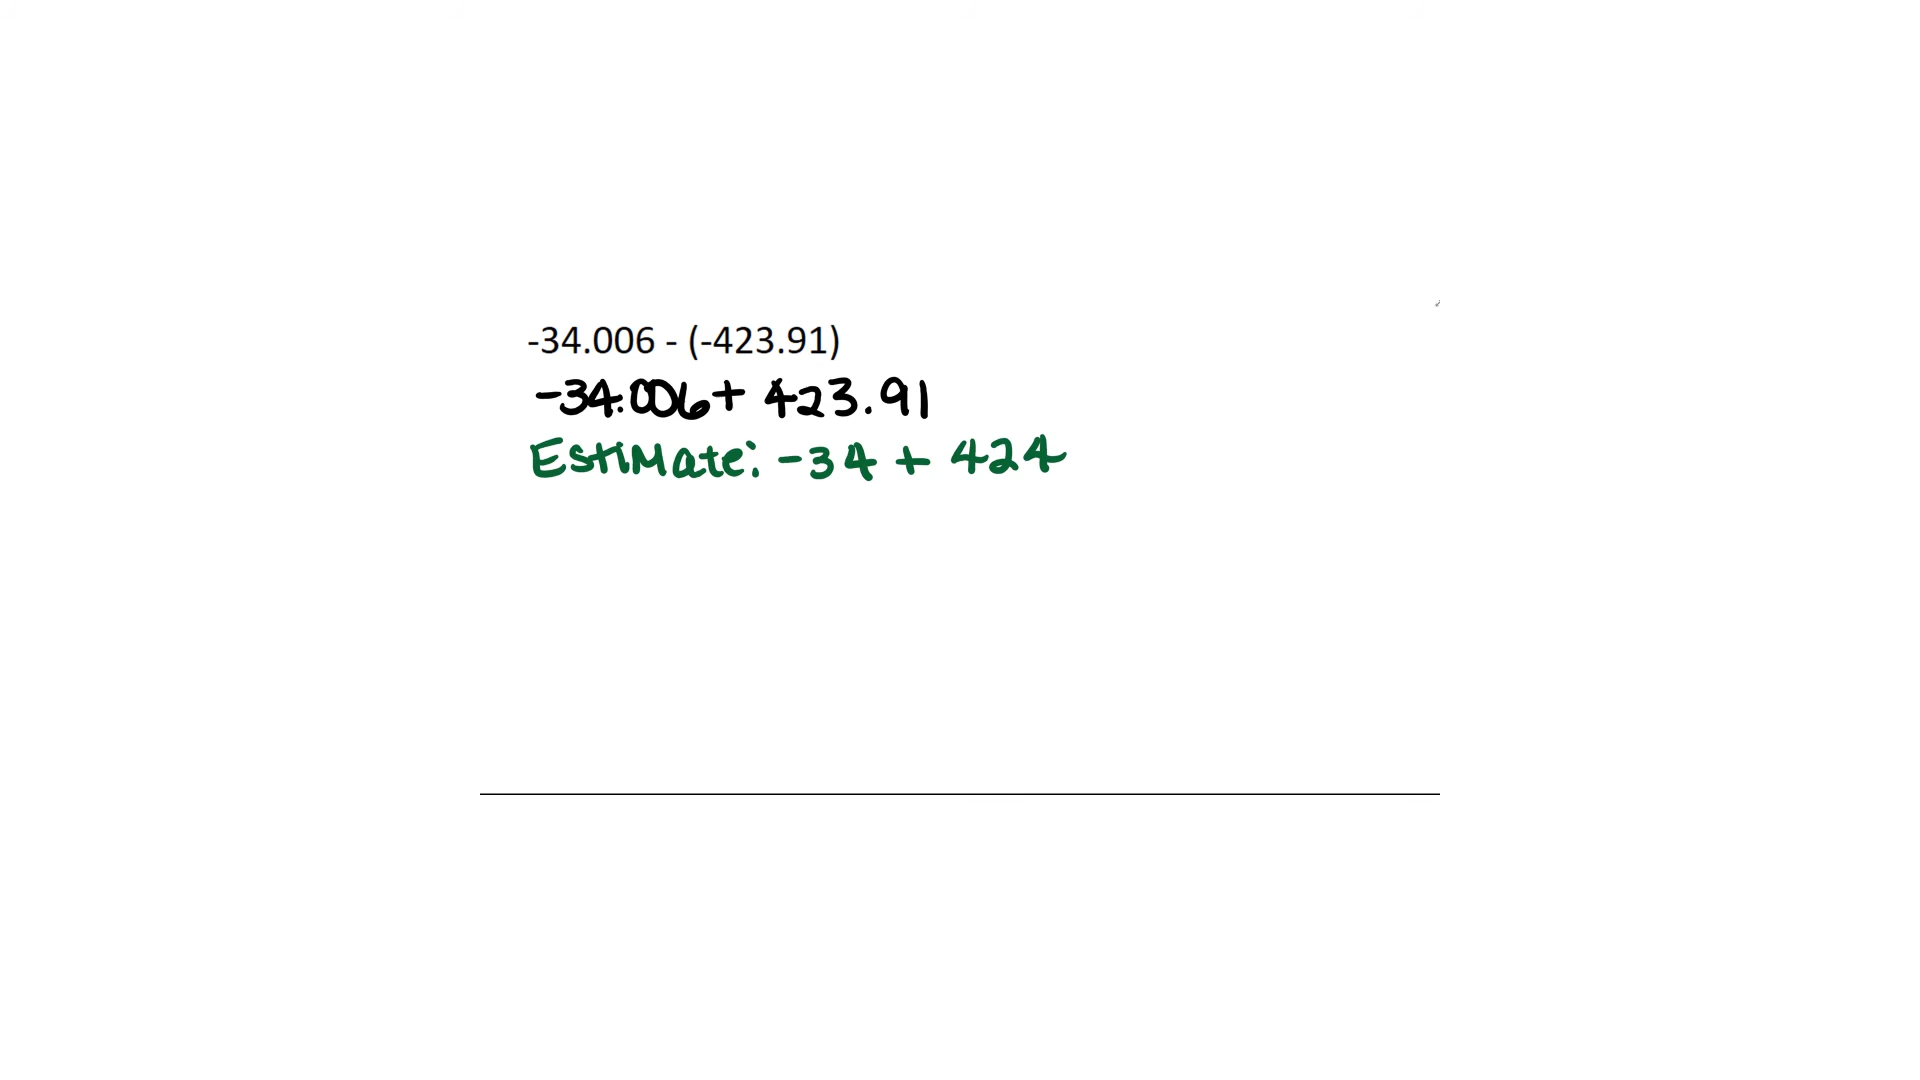 -34.006 - (-423.91)
-34.006 + 423.91
Estimate: -34 + 424